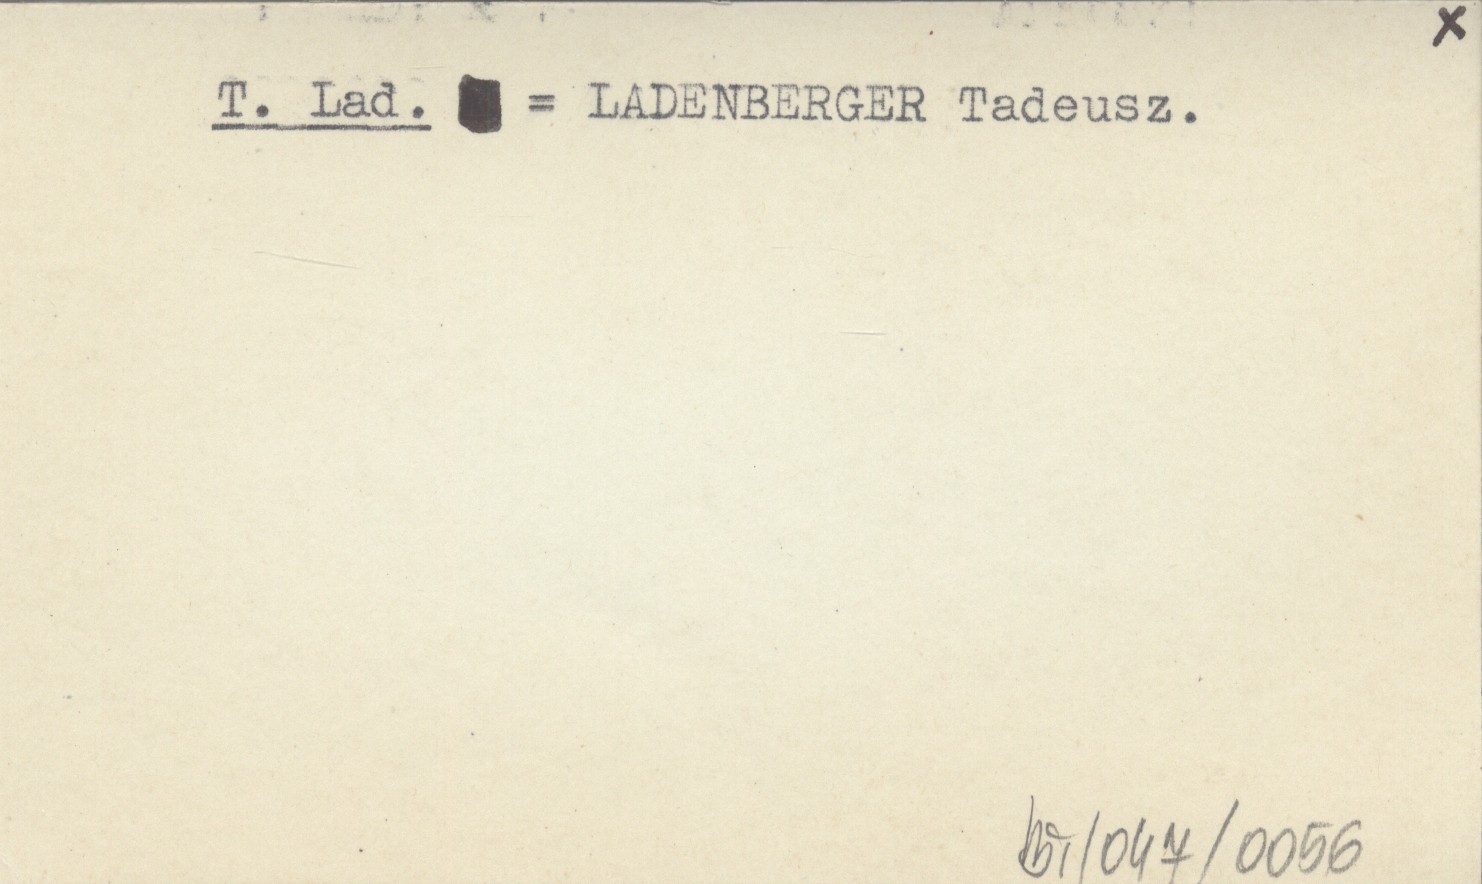 x
T. Lad. = LADENBERGER Tadeusz.
/047/0056